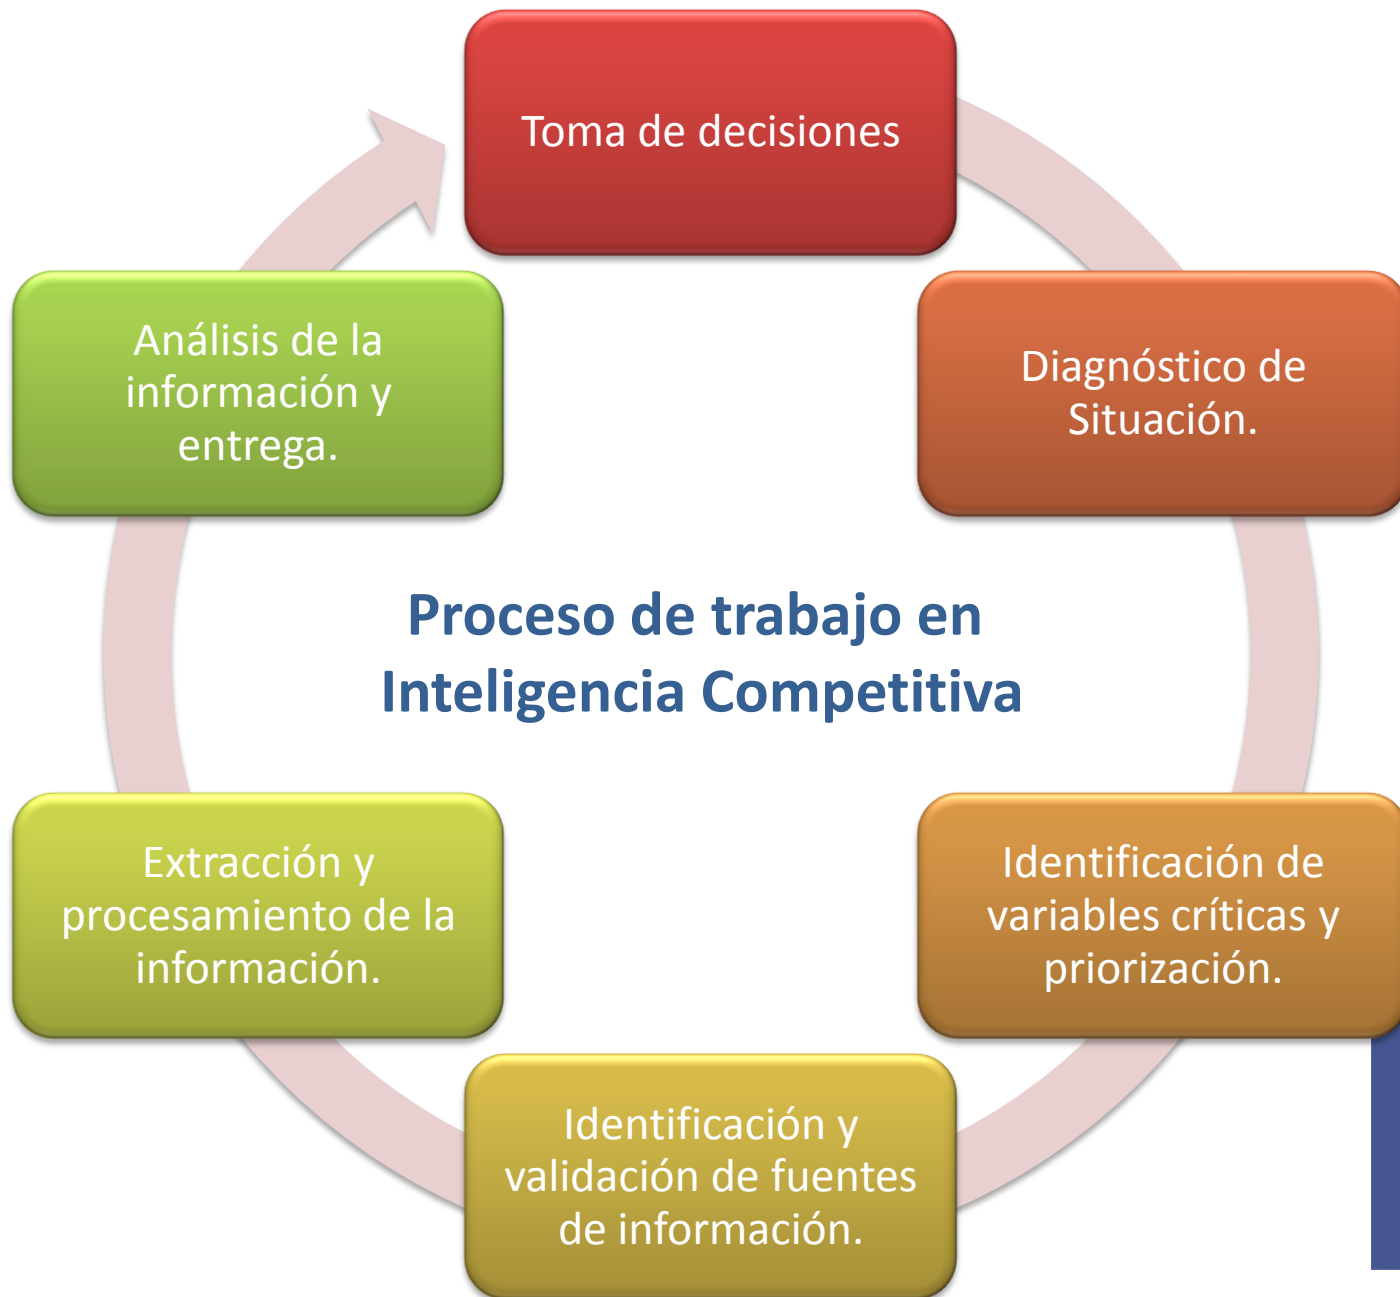 Toma de decisiones
Diagnóstico de
Situación.
Identificación de
variables críticas y
priorización.
Identificación y
validación de fuentes
de información.
Extracción y
procesamiento de la
información.
Análisis de la
información y
entrega.
Proceso de trabajo en
Inteligencia Competitiva